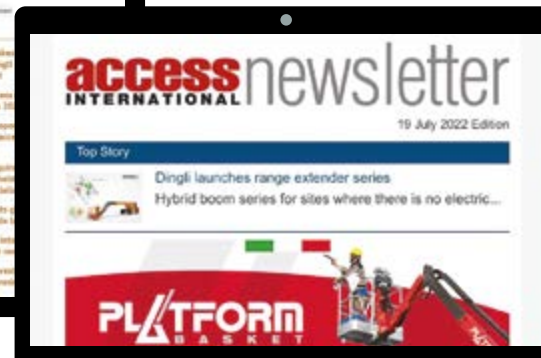 access newsletter
INTERNATIONAL
19 July 2022 Edition
Top Story
Dingli launches range extender series
Hybrid boom series for sites where there is no electric...
PLATFORM
BASKET